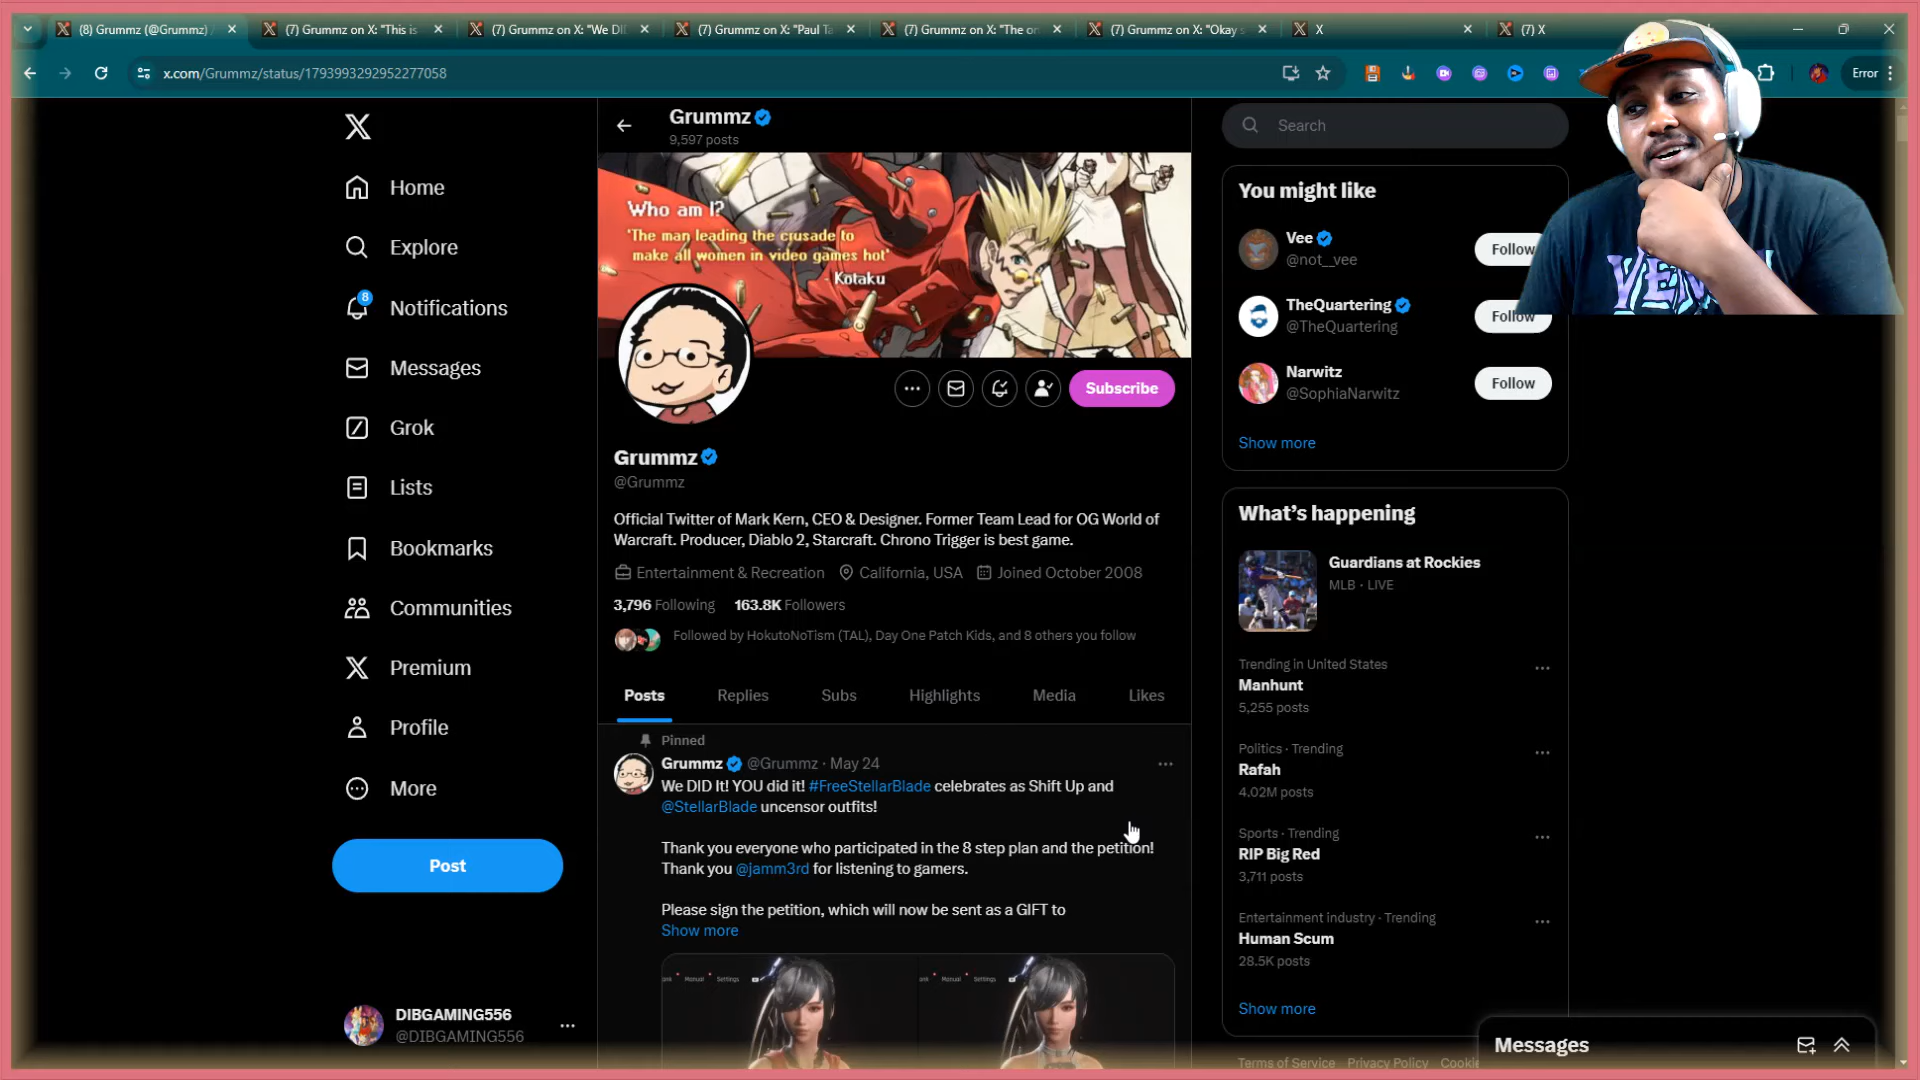 (8) Grummz (@Grummz) /
(7) Grummz on X: "This is
(7) Grummz on X: "We DI
(7) Grummz on X: "Paul Ta
(7) Grummz on X: "The on
(7) Grummz on X: "Okay s
X
(7) X
x.com/Grummz/status/1793993292952277058
Error
Home
Explore
8
Notifications
Messages
Grok
Lists
Bookmarks
Communities
Premium
Profile
More
Post
DIBGAMING556
@DIBGAMING556
Grummz
9,597 posts
Who am I?
'The man leading the crusade to
make all women in video games hot'
- Kotaku
Subscribe
Grummz
@Grummz
Official Twitter of Mark Kern, CEO & Designer. Former Team Lead for OG World of
Warcraft. Producer, Diablo 2, Starcraft. Chrono Trigger is best game.
Entertainment & Recreation California, USA Joined October 2008
3,796 Following 163.8K Followers
Followed by HokutoNoTism (TAL), Day One Patch Kids, and 8 others you follow
Posts Replies Subs Highlights Media Likes
Pinned
Grummz @Grummz · May 24
We DID It! YOU did it! #FreeStellarBlade celebrates as Shift Up and
@StellarBlade uncensor outfits!
Thank you everyone who participated in the 8 step plan and the petition!
Thank you @jamm3rd for listening to gamers.
Please sign the petition, which will now be sent as a GIFT to
Show more
Manual Settings
Manual Settings
Search
You might like
Vee
@not__vee
Follow
TheQuartering
@TheQuartering
Follow
Narwitz
@SophiaNarwitz
Follow
Show more
What's happening
Guardians at Rockies
MLB · LIVE
Trending in United States
Manhunt
5,255 posts
Politics · Trending
Rafah
4.02M posts
Sports · Trending
RIP Big Red
3,711 posts
Entertainment industry · Trending
Human Scum
28.5K posts
Show more
Terms of Service Privacy Policy Cooki
Messages